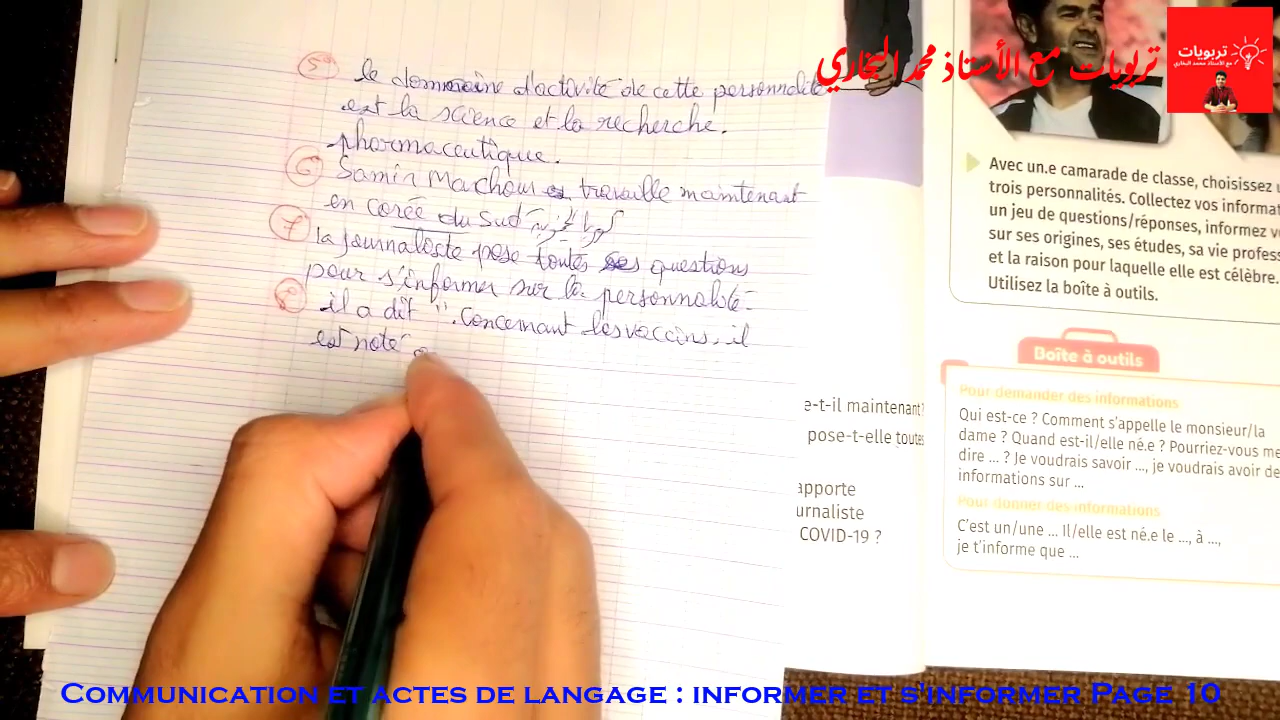 تربويات مع الأستاذ محمد البخاري
تربويات
مع الأستاذ محمد البخاري
5
le domaine d'activité de cette personnalité
est la science et la recherche.
pharmaceutique.
6
Samir Machour travaille maintenant
en corée du Sud كوريا الجنوبية
7
la journaliste pose toutes ses questions
pour s'informer sur la personnalité.
8
il a dit ". Concernant les vaccins, il
est noté
e-t-il maintenant?
pose-t-elle toutes
apporte
urnaliste
COVID-19 ?
Avec un.e camarade de classe, choisissez
trois personnalités. Collectez vos informat
un jeu de questions/réponses, informez v
sur ses origines, ses études, sa vie profess
et la raison pour laquelle elle est célèbre.
Utilisez la boîte à outils.
Boîte à outils
Pour demander des informations
Qui est-ce ? Comment s'appelle le monsieur/la
dame ? Quand est-il/elle né.e ? Pourriez-vous me
dire ... ? Je voudrais savoir ..., je voudrais avoir de
informations sur ...
Pour donner des informations
C'est un/une ... Il/elle est né.e le ..., à ...,
je t'informe que ...
Communication et actes de langage : informer et s'informer Page 10